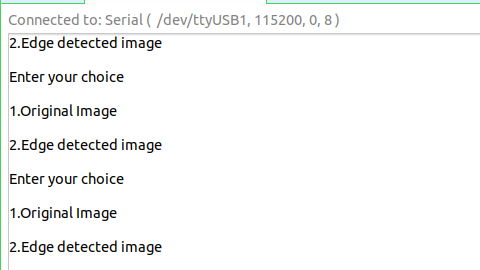 Connected to: Serial ( /dev/ttyUSB1, 115200, 0, 8 )
2.Edge detected image
Enter your choice
1.Original Image
2.Edge detected image
Enter your choice
1.Original Image
2.Edge detected image